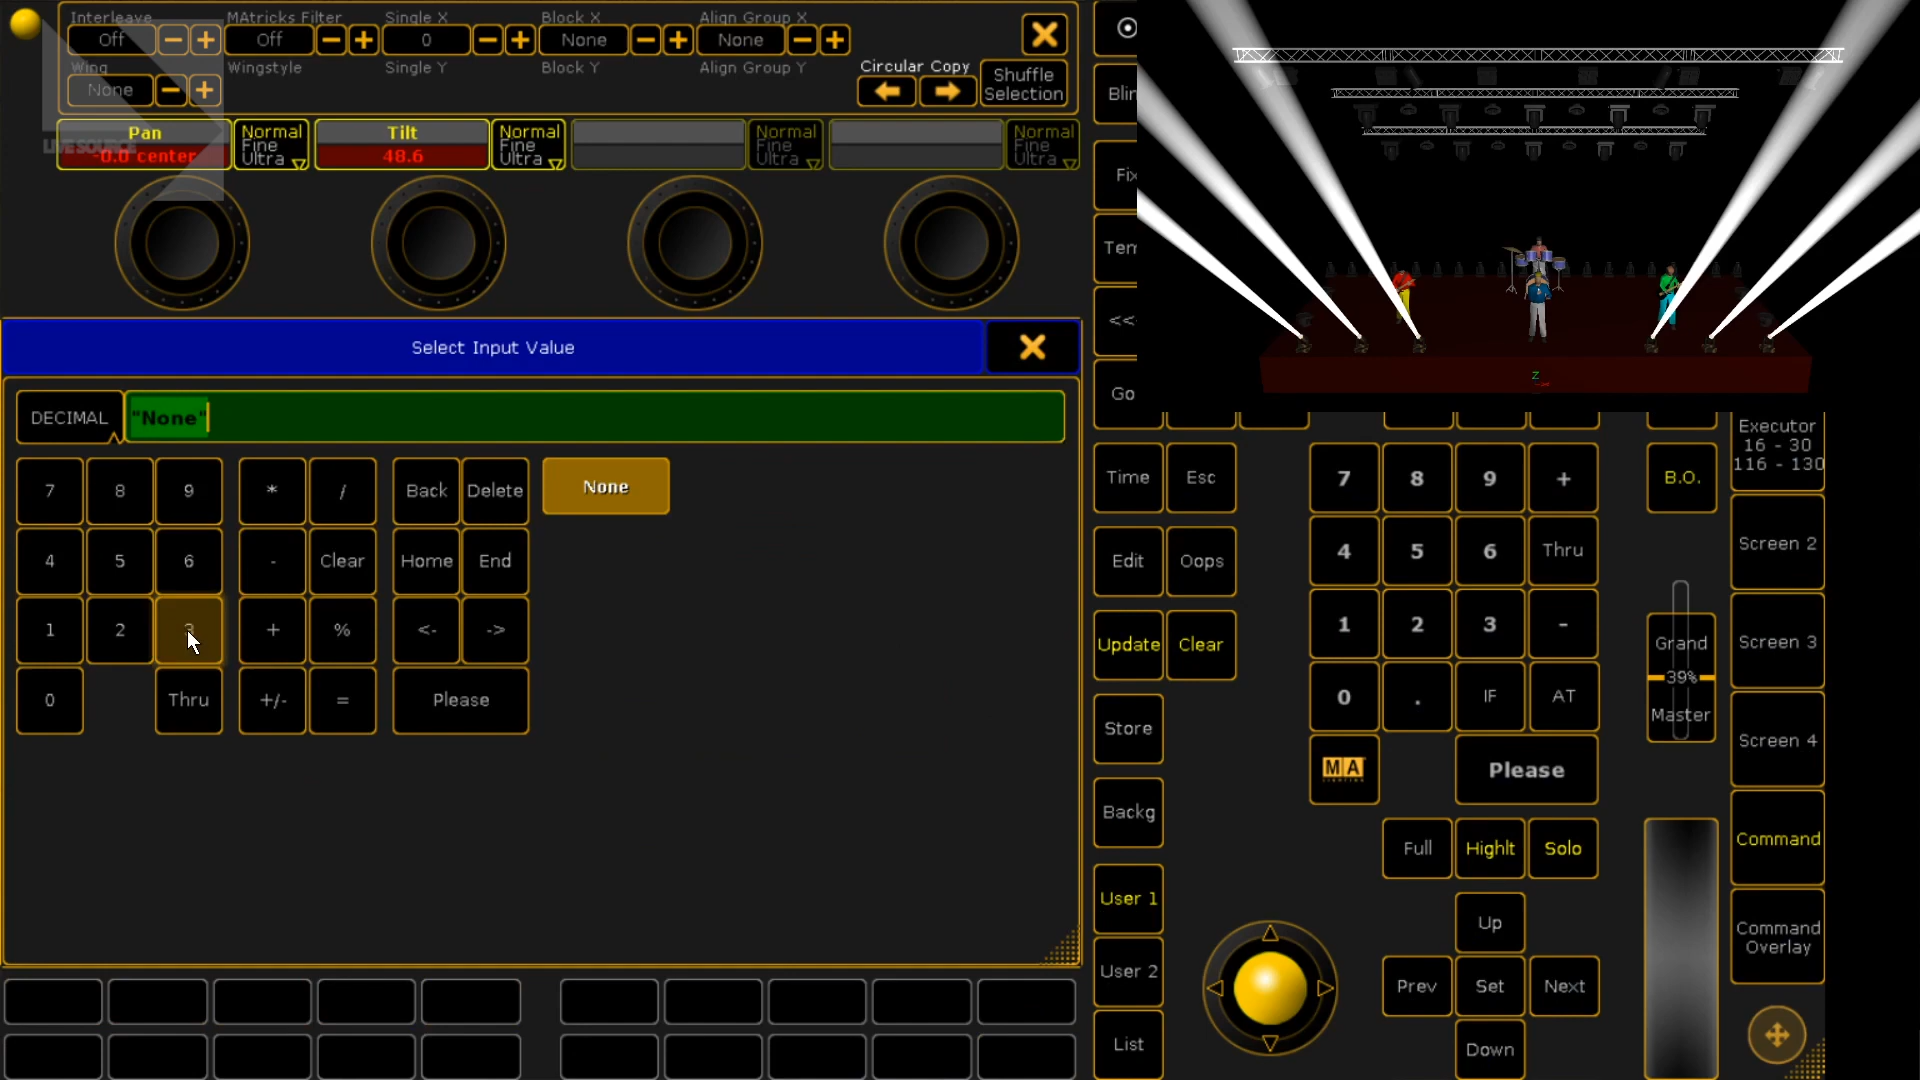 Interleave
MAtricks Filter
Single X
Block X
Align Group X
Off
Off
0
None
None
Wing
Wingstyle
Single Y
Block Y
Align Group Y
None
Circular Copy
Shuffle
Selection
LIVE SOURCE
Pan
-0.0 center
Normal
Fine
Ultra
Tilt
48.6
Normal
Fine
Ultra
Normal
Fine
Ultra
Normal
Fine
Ultra
Select Input Value
DECIMAL
"None"
7 8 9 * / Back Delete
None
4 5 6 - Clear Home End
1 2 3 + % <- ->
0 Thru +/- = Please
<<
Go
Time Esc
Edit Oops
Update Clear
Store
Backg
User 1
User 2
List
7 8 9 +
4 5 6 Thru
1 2 3 -
0 . IF AT
MA
Please
Full Highlt Solo
Up
Prev Set Next
Down
B.O.
Grand
39%
Master
Executor
16 - 30
116 - 130
Screen 2
Screen 3
Screen 4
Command
Command
Overlay
Z